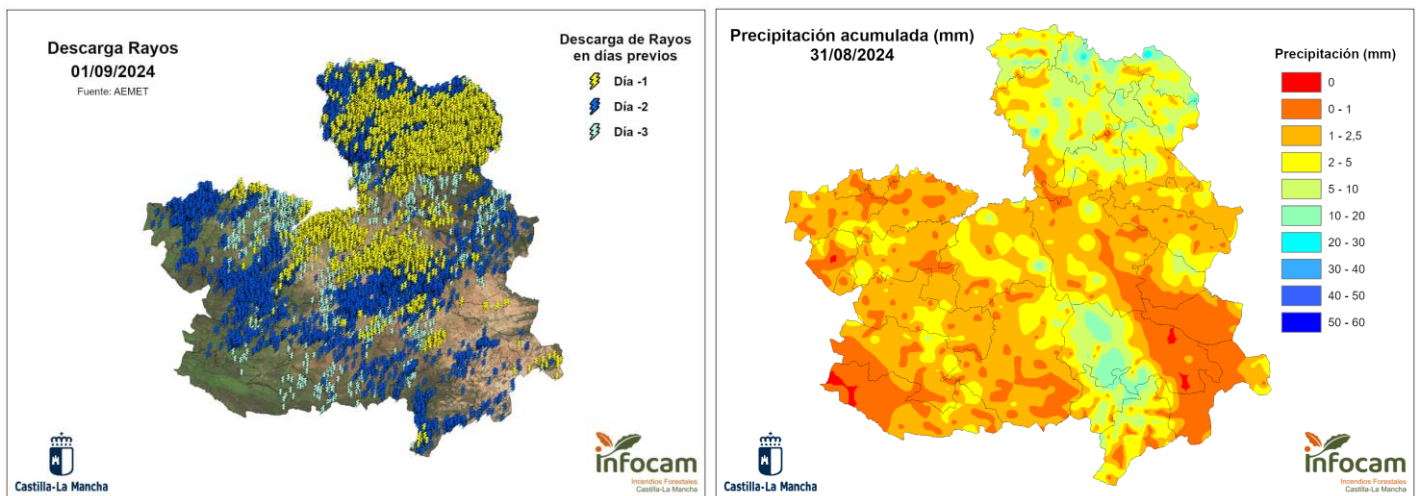 Descarga Rayos
01/09/2024
Fuente: AEMET
Descarga de Rayos
en días previos
Día -1
Día -2
Día -3
Castilla-La Mancha
infocam
Incendios Forestales
Castilla-La Mancha
Precipitación acumulada (mm)
31/08/2024
Precipitación (mm)
0
0 - 1
1 - 2,5
2 - 5
5 - 10
10 - 20
20 - 30
30 - 40
40 - 50
50 - 60
Castilla-La Mancha
infocam
Incendios Forestales
Castilla-La Mancha